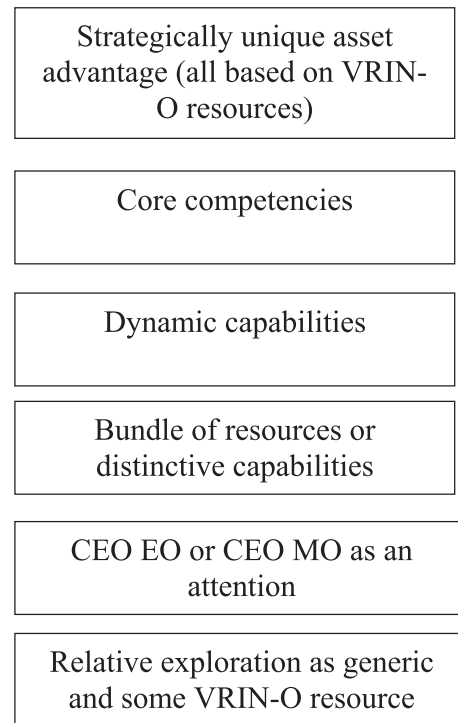 Strategically unique asset
advantage (all based on VRIN-
O resources)
Core competencies
Dynamic capabilities
Bundle of resources or
distinctive capabilities
CEO EO or CEO MO as an
attention
Relative exploration as generic
and some VRIN-O resource